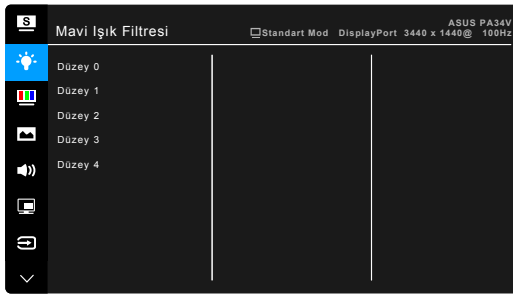 S
ASUS PA34V
Mavi Işık Filtresi
Standart Mod DisplayPort 3440 x 1440@ 100Hz
Düzey 0
Düzey 1
Düzey 2
Düzey 3
Düzey 4